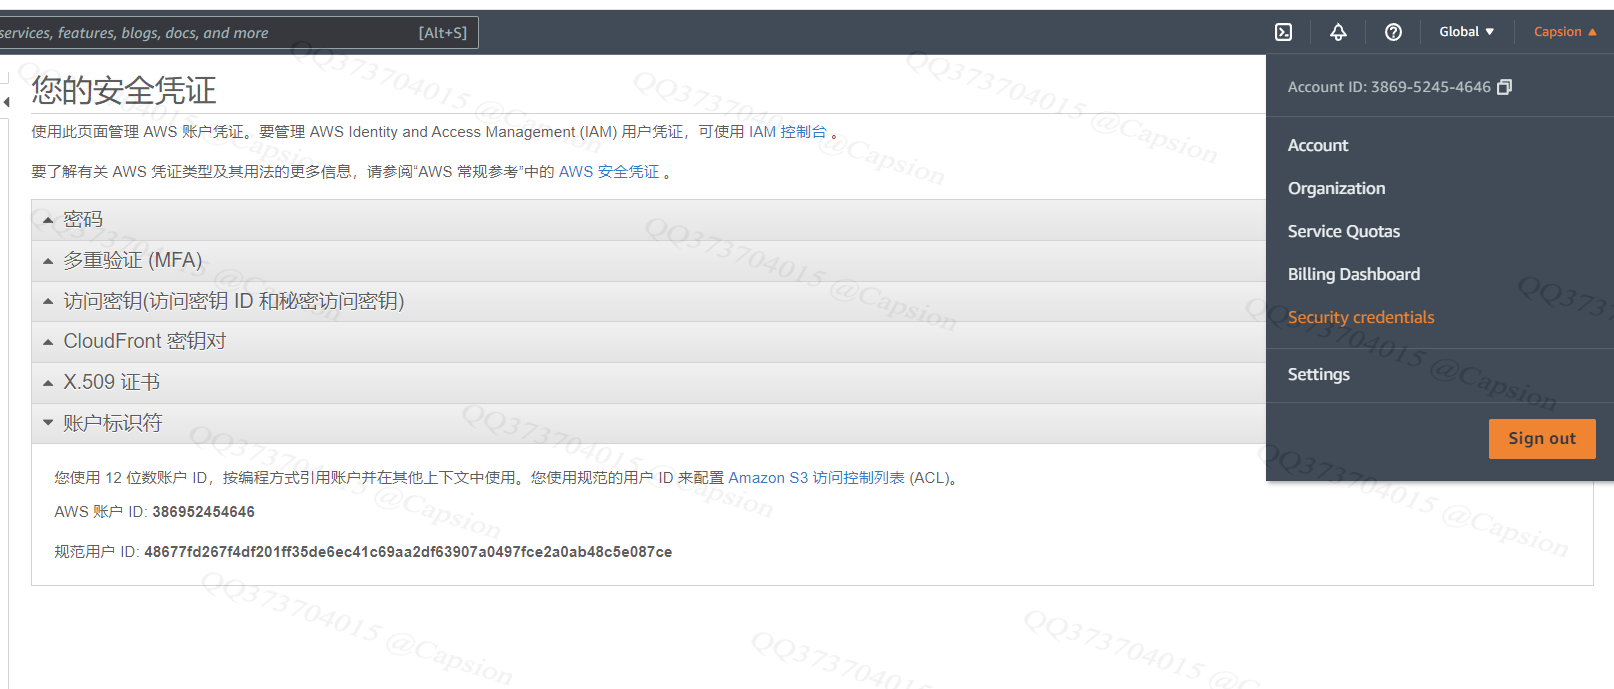 services, features, blogs, docs, and more [Alt+S] Global Capsion
Account ID: 3869-5245-4646
Account
Organization
Service Quotas
Billing Dashboard
Security credentials
Settings
Sign out
您的安全凭证
使用此页面管理 AWS 账户凭证。要管理 AWS Identity and Access Management (IAM) 用户凭证，可使用 IAM 控制台 。
要了解有关 AWS 凭证类型及其用法的更多信息，请参阅“AWS 常规参考”中的 AWS 安全凭证 。
密码
多重验证 (MFA)
访问密钥(访问密钥 ID 和秘密访问密钥)
CloudFront 密钥对
X.509 证书
账户标识符
您使用 12 位数账户 ID，按编程方式引用账户并在其他上下文中使用。您使用规范的用户 ID 来配置 Amazon S3 访问控制列表 (ACL)。
AWS 账户 ID: 386952454646
规范用户 ID: 48677fd267f4df201ff35de6ec41c69aa2df63907a0497fce2a0ab48c5e087ce
QQ373704015 @Capsion